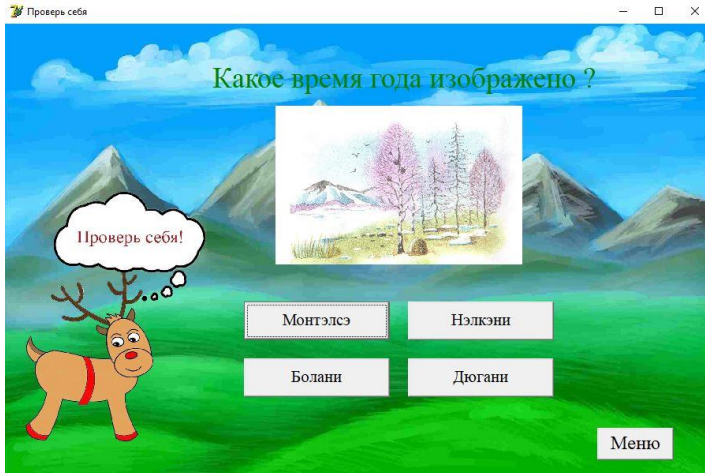 Проверь себя
Какое время года изображено ?
Проверь себя!
Монтэлсэ
Нэлкэни
Болани
Дюгани
Меню